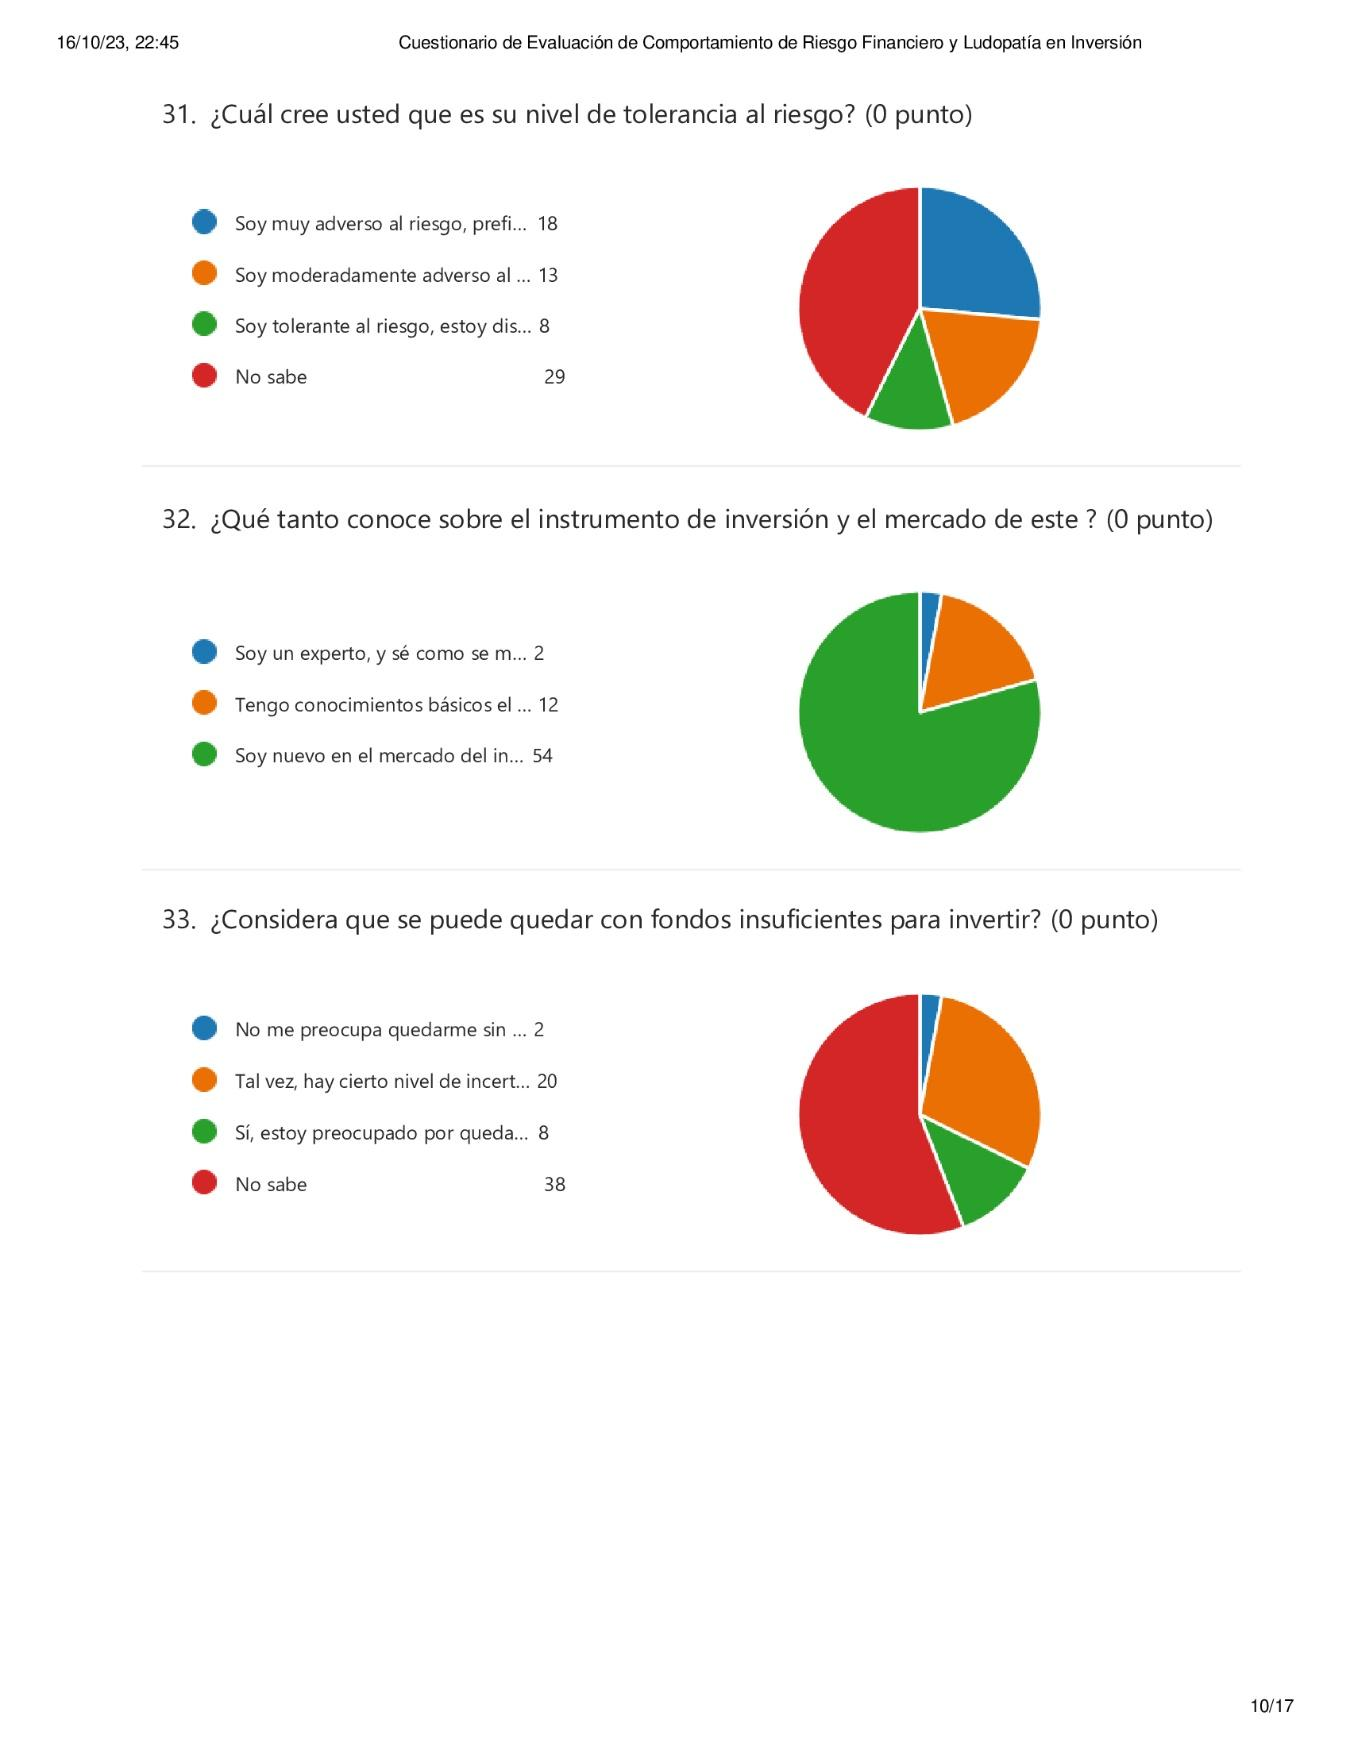 16/10/23, 22:45 Cuestionario de Evaluación de Comportamiento de Riesgo Financiero y Ludopatía en Inversión
31. ¿Cuál cree usted que es su nivel de tolerancia al riesgo? (0 punto)
Soy muy adverso al riesgo, prefi... 18
Soy moderadamente adverso al ... 13
Soy tolerante al riesgo, estoy dis... 8
No sabe 29
32. ¿Qué tanto conoce sobre el instrumento de inversión y el mercado de este ? (0 punto)
Soy un experto, y sé como se m... 2
Tengo conocimientos básicos el ... 12
Soy nuevo en el mercado del in... 54
33. ¿Considera que se puede quedar con fondos insuficientes para invertir? (0 punto)
No me preocupa quedarme sin ... 2
Tal vez, hay cierto nivel de incert... 20
Sí, estoy preocupado por queda... 8
No sabe 38
10/17